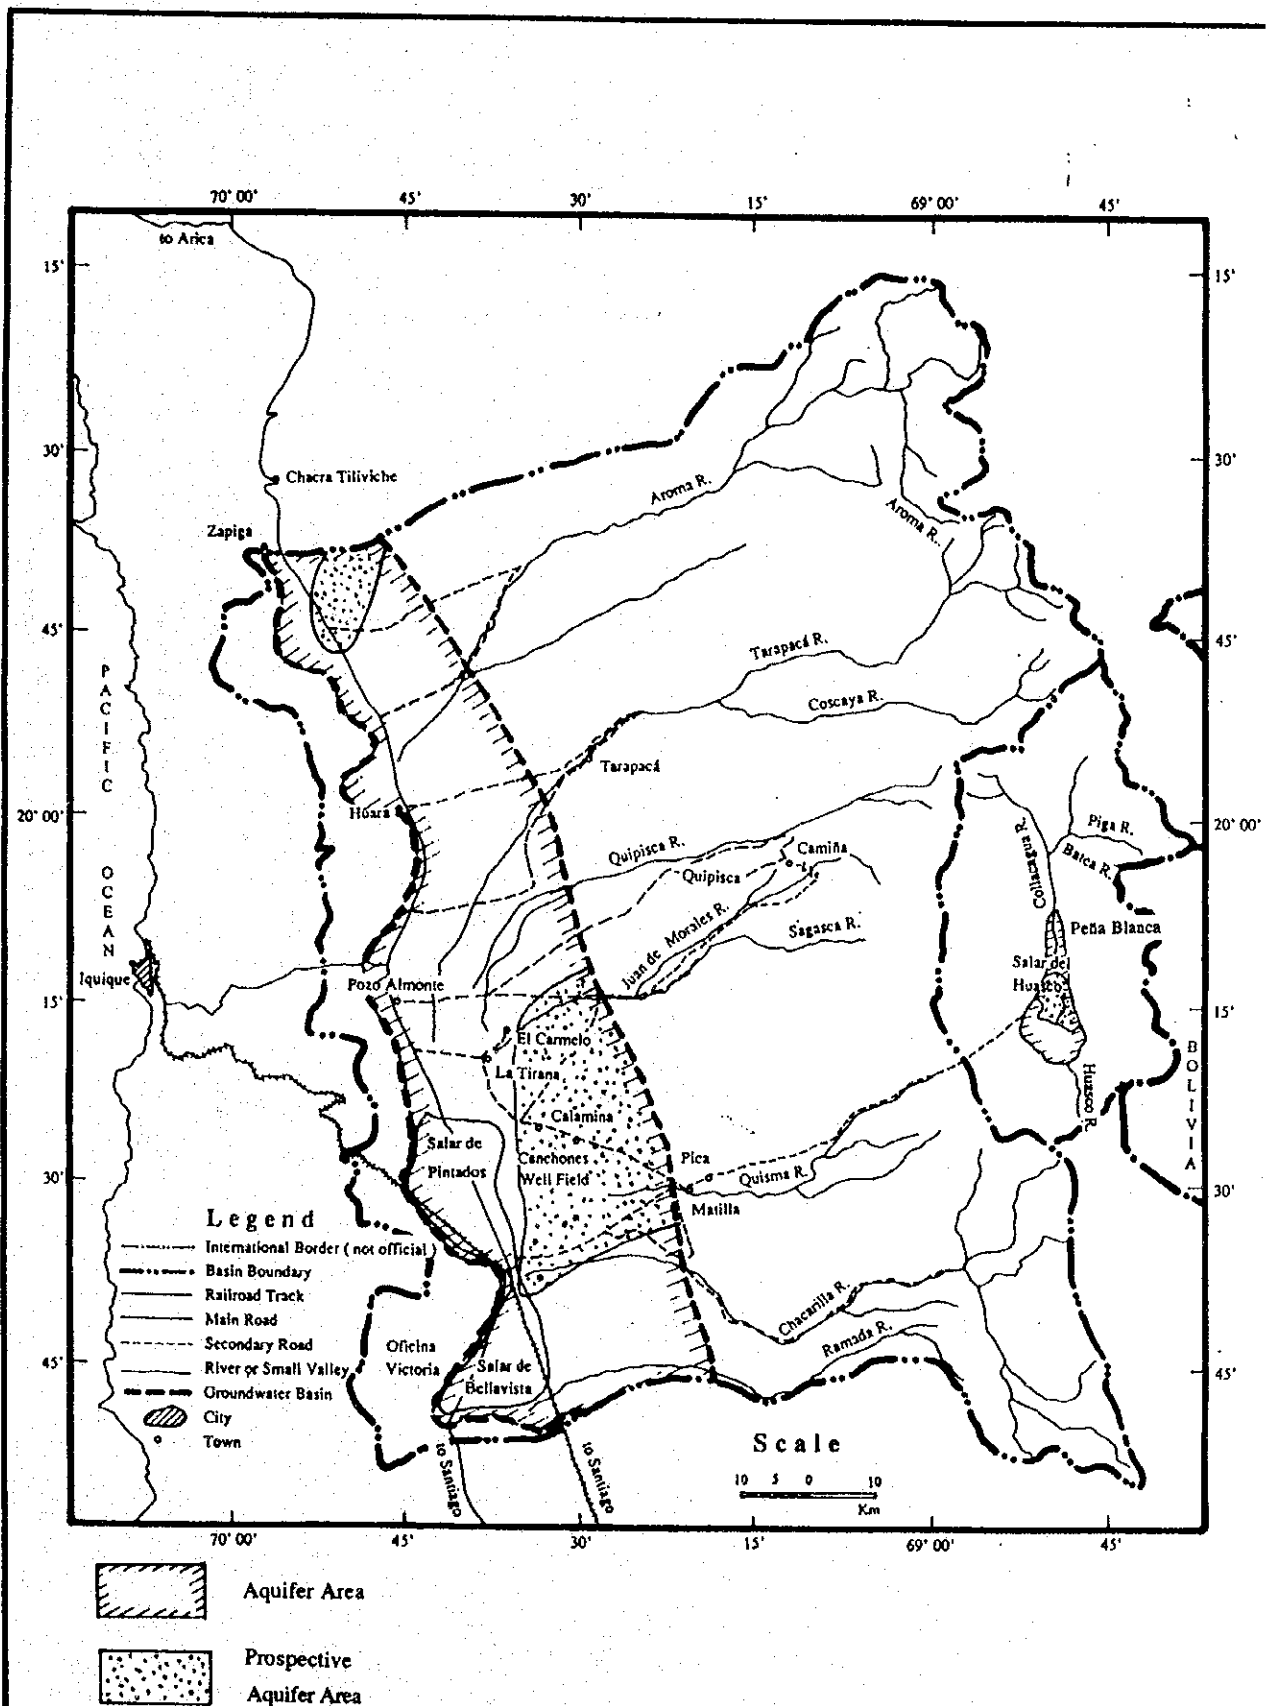 70° 00'
45'
30'
15'
69° 00'
45'
to Arica
15'
15'
30'
30'
Chacra Tiliviche
Aroma R.
Aroma R.
Zapiga
45'
45'
Tarapacá R.
Coscaya R.
PACIFIC OCEAN
Tarapacá
20° 00'
Huara
20° 00'
Piga R.
Batca R.
Collacagua R.
Quipisca R.
Camiña
Quipisca
Juan de Morales R.
Sagasca R.
Peña Blanca
Salar del
Huasco
Iquique
Pozo Almonte
15'
15'
El Carmelo
La Tirana
BOLIVIA
Huasco R.
Calamina
Salar de
Pintados
Canchones
Well Field
Pica
Quisma R.
Matilla
30'
30'
Legend
International Border ( not official )
Basin Boundary
Railroad Track
Main Road
Secondary Road
River or Small Valley
Groundwater Basin
City
Town
Chacarilla R.
Ramada R.
Oficina
Victoria
Salar de
Bellavista
45'
45'
to Santiago
to Santiago
Scale
10 5 0 10
Km
70° 00'
45'
30'
15'
69° 00'
45'
Aquifer Area
Prospective
Aquifer Area